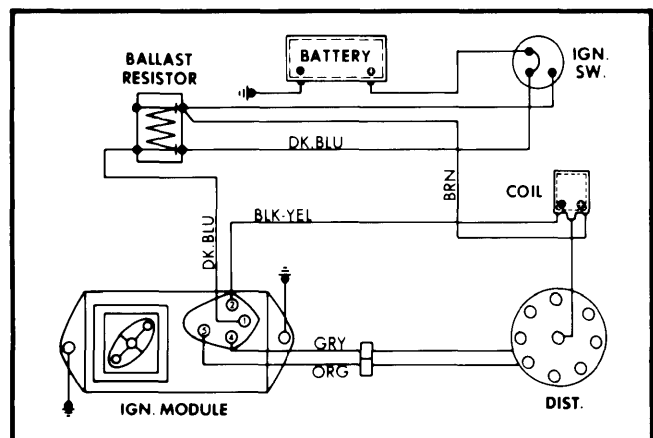 BALLAST
RESISTOR
BATTERY
IGN.
SW.
DK.BLU
BRN
COIL
DK.BLU
BLK-YEL
2
1
5
4
GRY
ORG
IGN. MODULE
DIST.